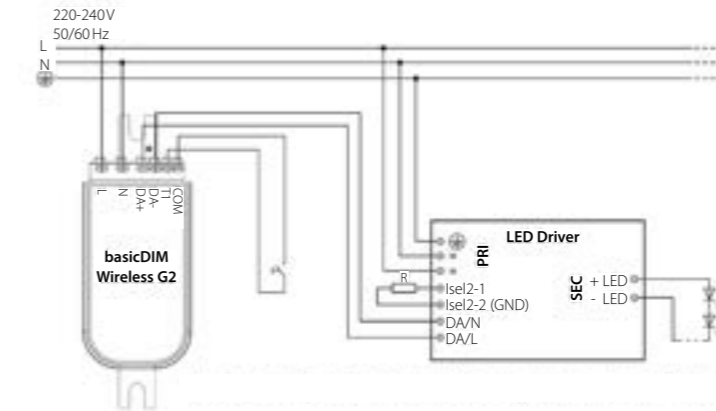 220-240V
50/60 Hz
L
N
L
N
DA+
DA-
T1
COM
basicDIM
Wireless G2
LED Driver
PRI
R
Isel2-1
Isel2-2 (GND)
DA/N
DA/L
SEC
+ LED
- LED